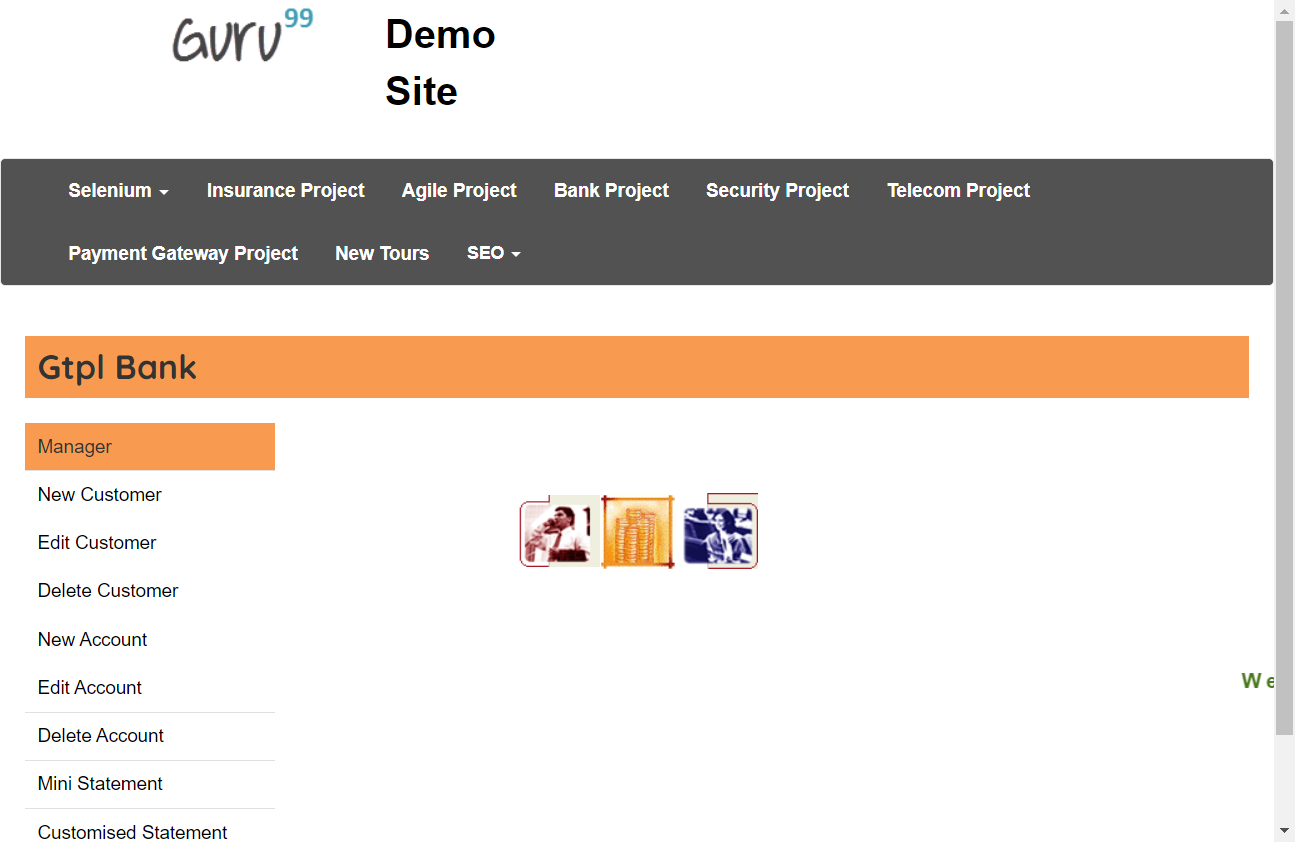 Guru99
Demo
Site
Selenium
Insurance Project
Agile Project
Bank Project
Security Project
Telecom Project
Payment Gateway Project
New Tours
SEO
Gtpl Bank
Manager
New Customer
Edit Customer
Delete Customer
New Account
Edit Account
We
Delete Account
Mini Statement
Customised Statement